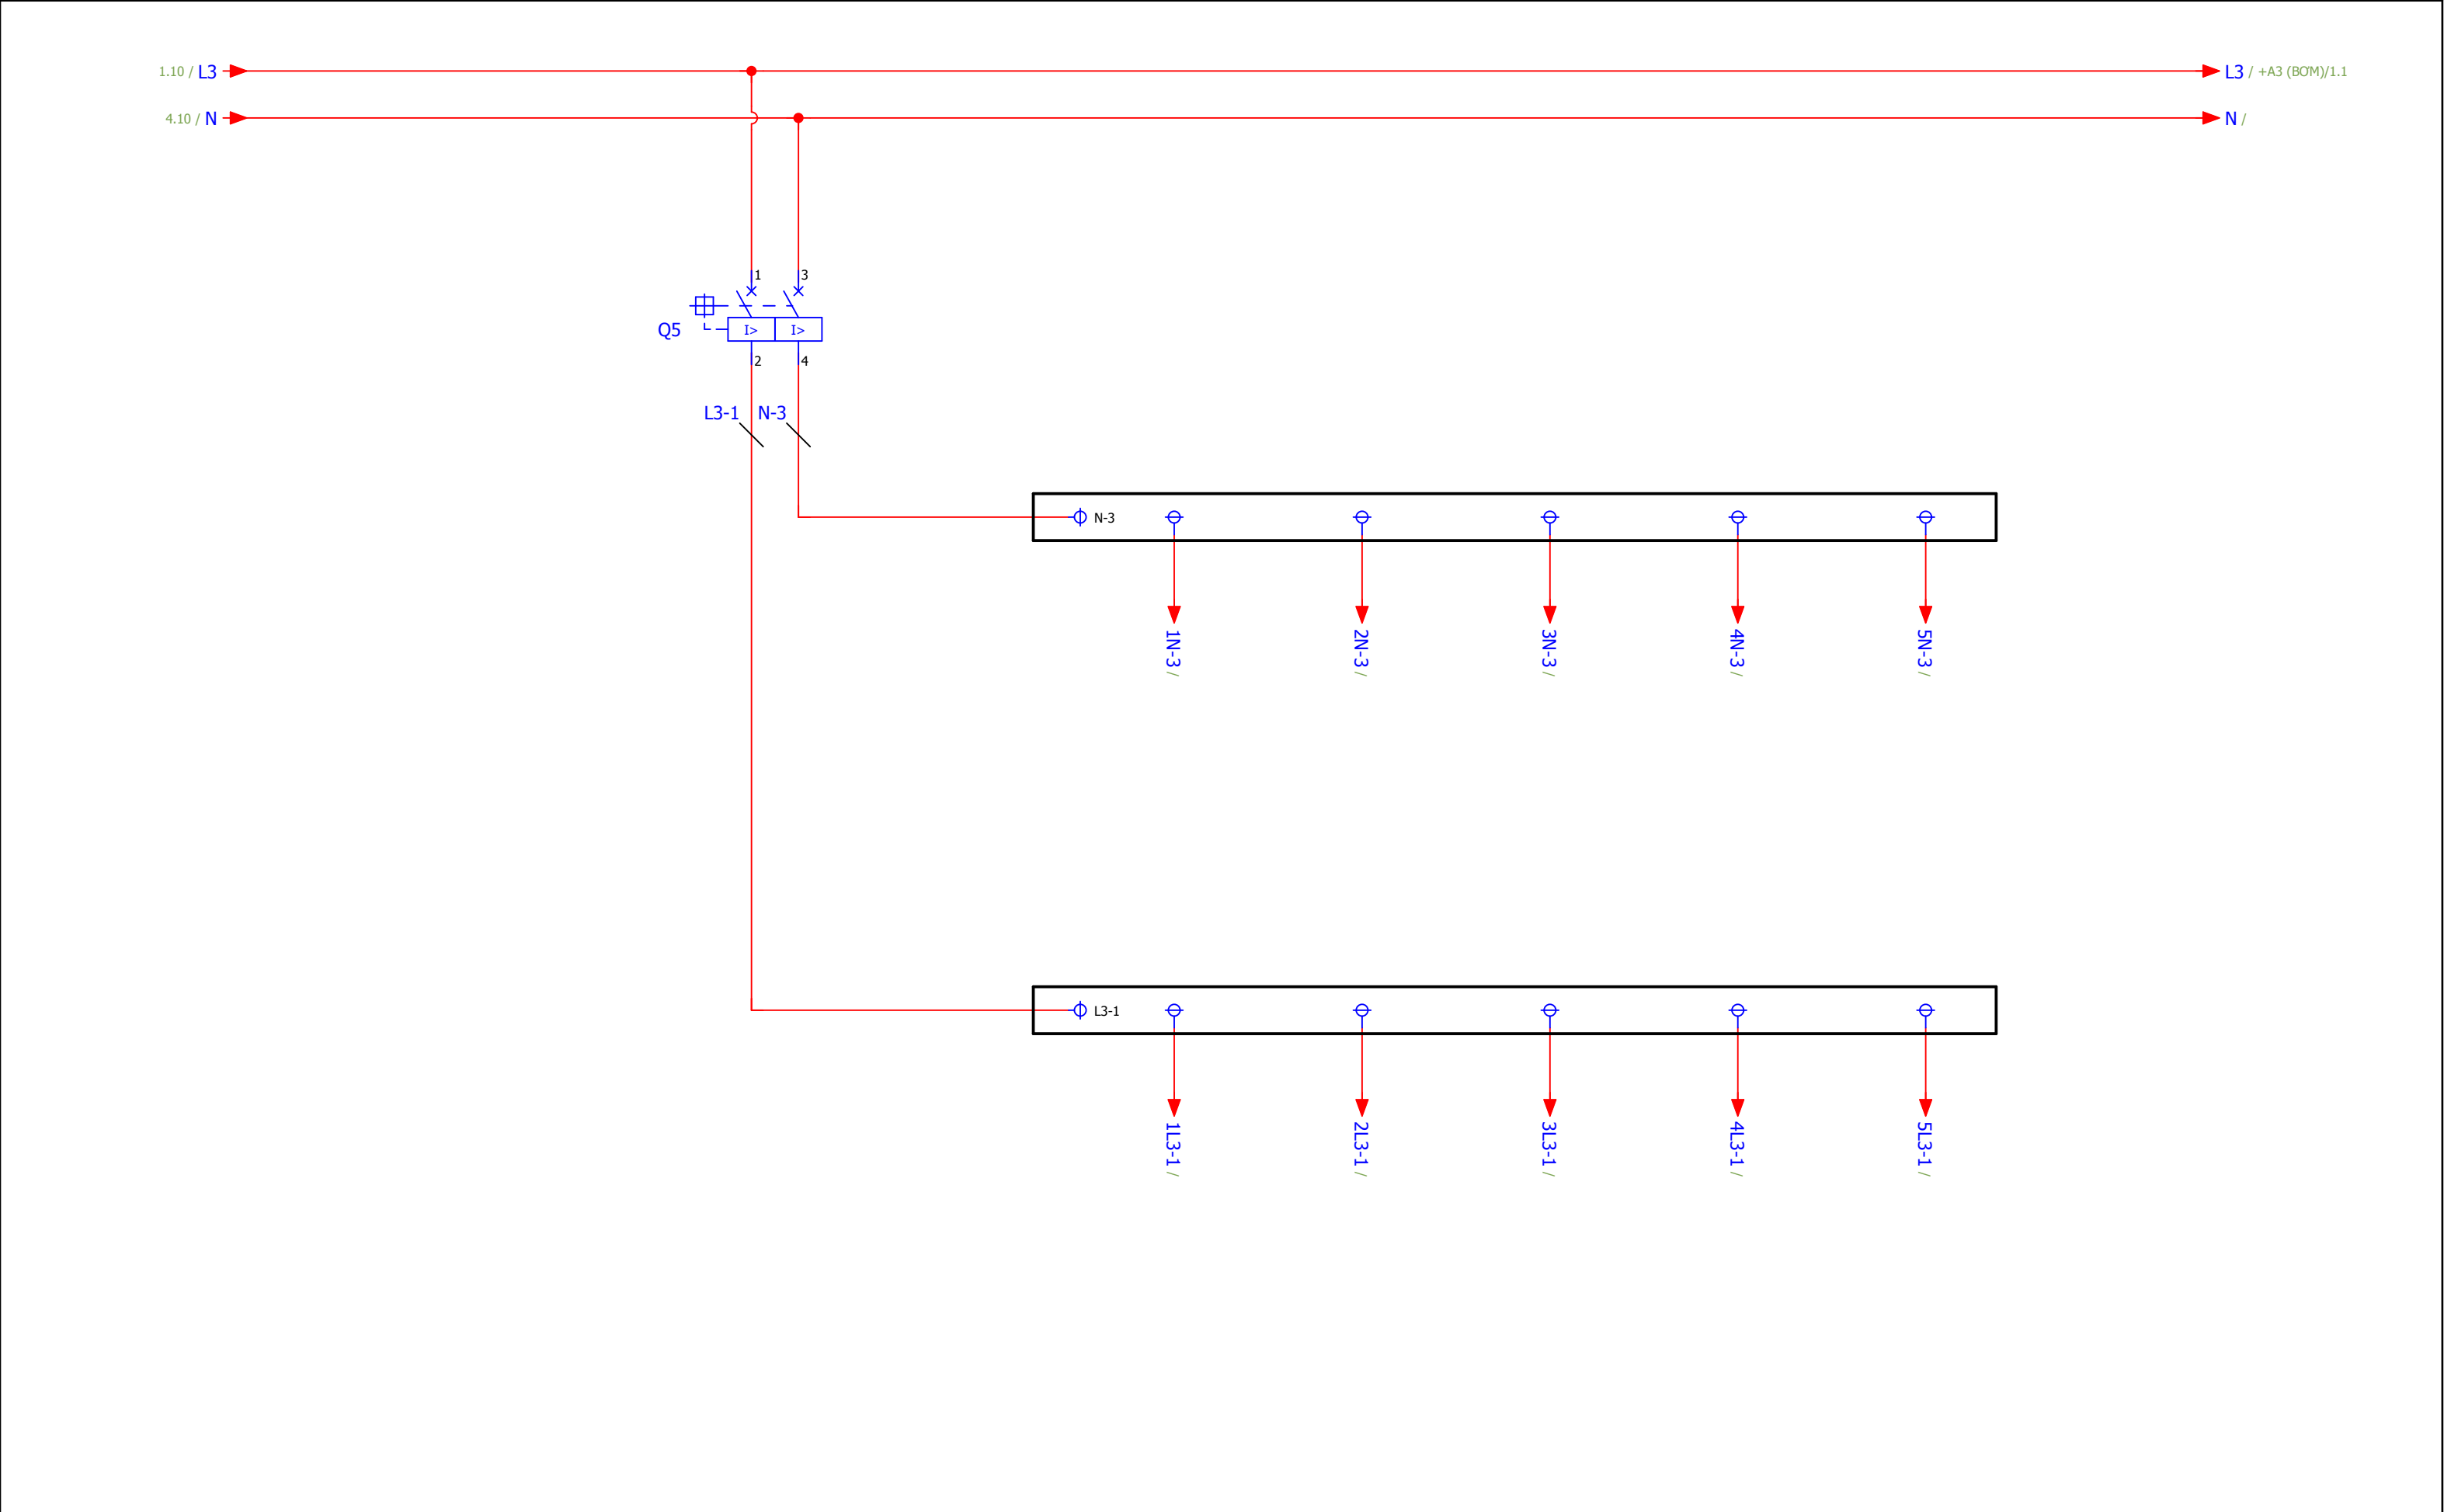 1.10 / L3
L3 / +A3 (BƠM)/1.1
4.10 / N
N /
1
3
Q5
I>
I>
2
4
L3-1
N-3
N-3
1N-3 /
2N-3 /
3N-3 /
4N-3 /
5N-3 /
L3-1
1L3-1 /
2L3-1 /
3L3-1 /
4L3-1 /
5L3-1 /